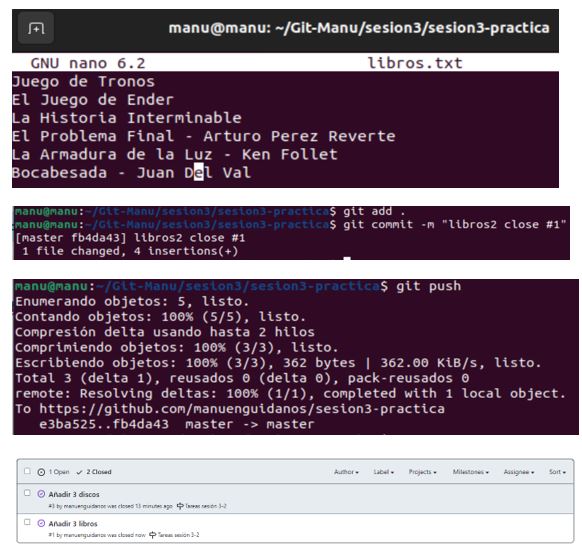 manu@manu: ~/Git-Manu/sesion3/sesion3-practica
GNU nano 6.2 libros.txt
Juego de Tronos
El Juego de Ender
La Historia Interminable
El Problema Final - Arturo Perez Reverte
La Armadura de la Luz - Ken Follet
Bocabesada - Juan Del Val
manu@manu:~/Git-Manu/sesion3/sesion3-practica$ git add .
manu@manu:~/Git-Manu/sesion3/sesion3-practica$ git commit -m "libros2 close #1"
[master fb4da43] libros2 close #1
1 file changed, 4 insertions(+)
manu@manu:~/Git-Manu/sesion3/sesion3-practica$ git push
Enumerando objetos: 5, listo.
Contando objetos: 100% (5/5), listo.
Compresión delta usando hasta 2 hilos
Comprimiendo objetos: 100% (3/3), listo.
Escribiendo objetos: 100% (3/3), 362 bytes | 362.00 KiB/s, listo.
Total 3 (delta 1), reusados 0 (delta 0), pack-reusados 0
remote: Resolving deltas: 100% (1/1), completed with 1 local object.
To https://github.com/manuenguidanos/sesion3-practica
e3ba525..fb4da43 master -> master
1 Open 2 Closed Author Label Projects Milestones Assignee Sort
Añadir 3 discos
#3 by manuenguidanos was closed 13 minutes ago Tareas sesión 3-2
Añadir 3 libros
#1 by manuenguidanos was closed now Tareas sesión 3-2